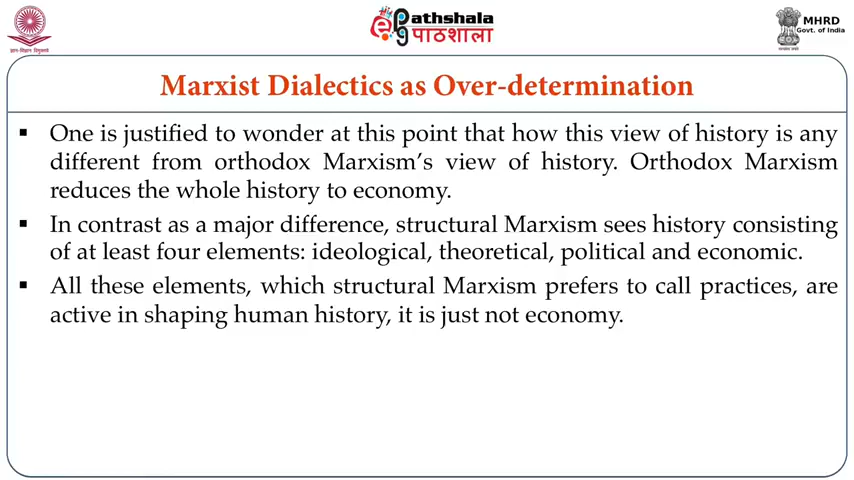 ePathshala
पाठशाला
MHRD
Govt. of India
Marxist Dialectics as Over-determination
▪ One is justified to wonder at this point that how this view of history is any
different from orthodox Marxism's view of history. Orthodox Marxism
reduces the whole history to economy.
▪ In contrast as a major difference, structural Marxism sees history consisting
of at least four elements: ideological, theoretical, political and economic.
▪ All these elements, which structural Marxism prefers to call practices, are
active in shaping human history, it is just not economy.